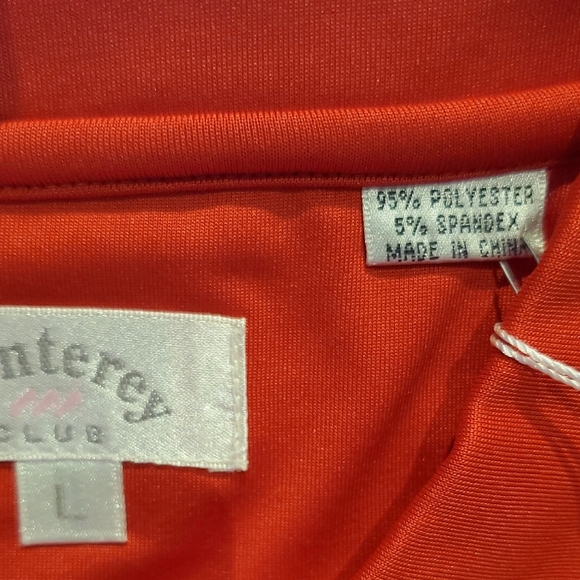 95% POLYESTER
5% SPANDEX
MADE IN CHINA
nterey
CLUB
L